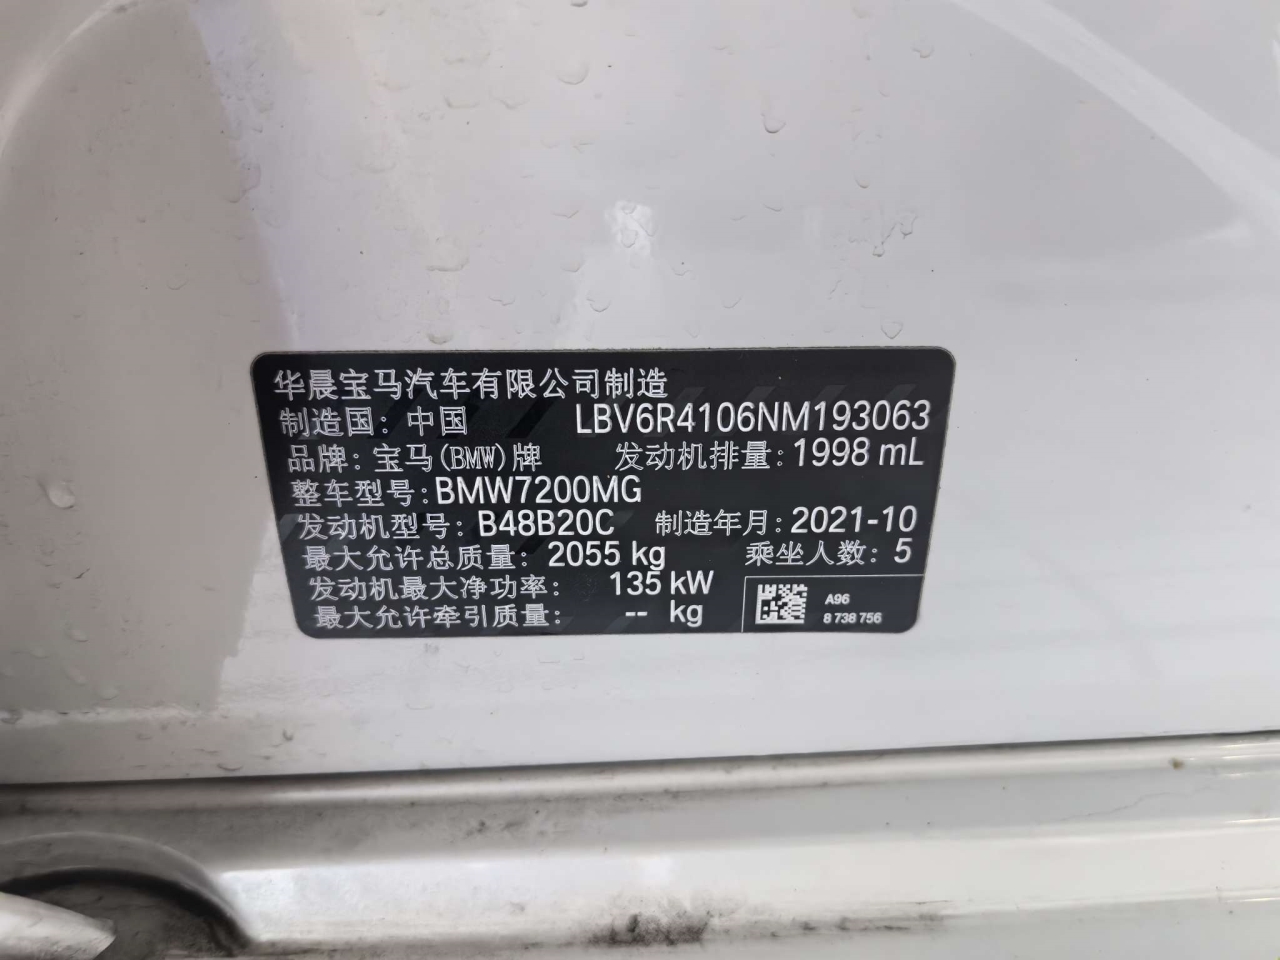 华晨宝马汽车有限公司制造
制造国: 中国 LBV6R4106NM193063
品牌: 宝马(BMW)牌 发动机排量: 1998 mL
整车型号: BMW7200MG
发动机型号: B48B20C 制造年月: 2021-10
最大允许总质量: 2055 kg 乘坐人数: 5
发动机最大净功率: 135 kW
最大允许牵引质量: -- kg
A96
8 738 756